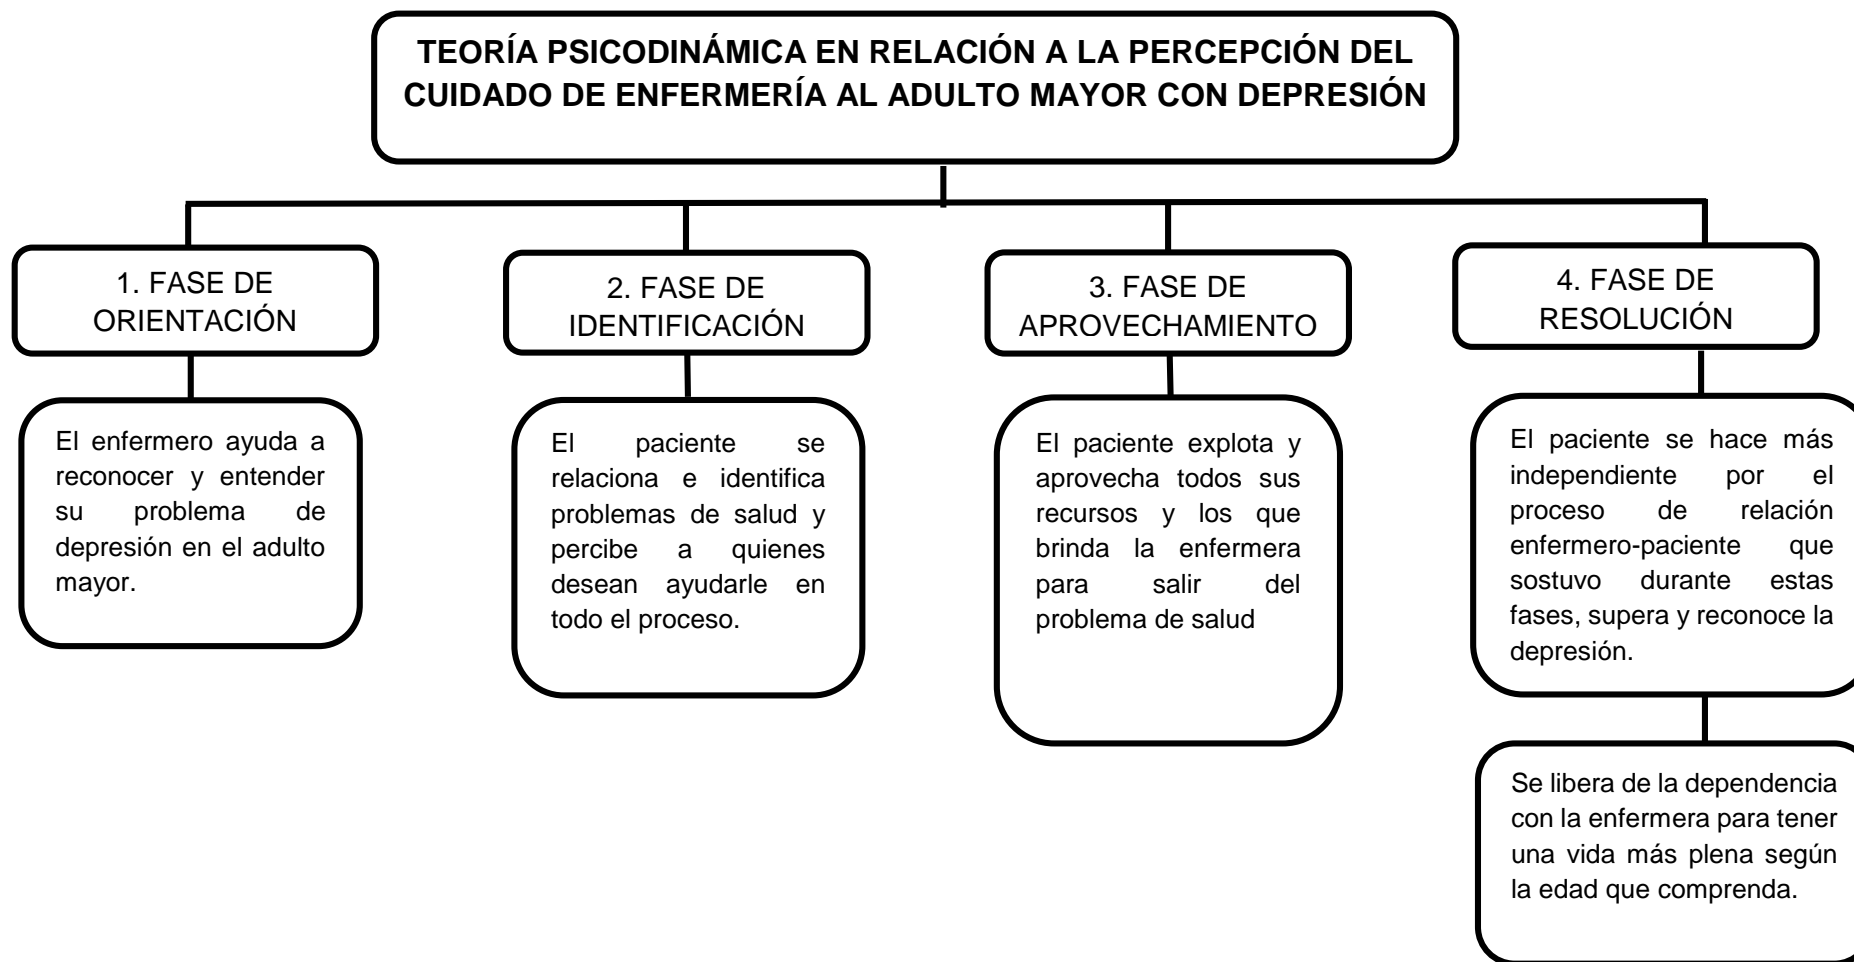 TEORÍA PSICODINÁMICA EN RELACIÓN A LA PERCEPCIÓN DEL
CUIDADO DE ENFERMERÍA AL ADULTO MAYOR CON DEPRESIÓN
1. FASE DE
ORIENTACIÓN
2. FASE DE
IDENTIFICACIÓN
3. FASE DE
APROVECHAMIENTO
4. FASE DE
RESOLUCIÓN
El enfermero ayuda a
reconocer y entender
su problema de
depresión en el adulto
mayor.
El paciente se
relaciona e identifica
problemas de salud y
percibe a quienes
desean ayudarle en
todo el proceso.
El paciente explota y
aprovecha todos sus
recursos y los que
brinda la enfermera
para salir del
problema de salud
El paciente se hace más
independiente por el
proceso de relación
enfermero-paciente que
sostuvo durante estas
fases, supera y reconoce la
depresión.
Se libera de la dependencia
con la enfermera para tener
una vida más plena según
la edad que comprenda.